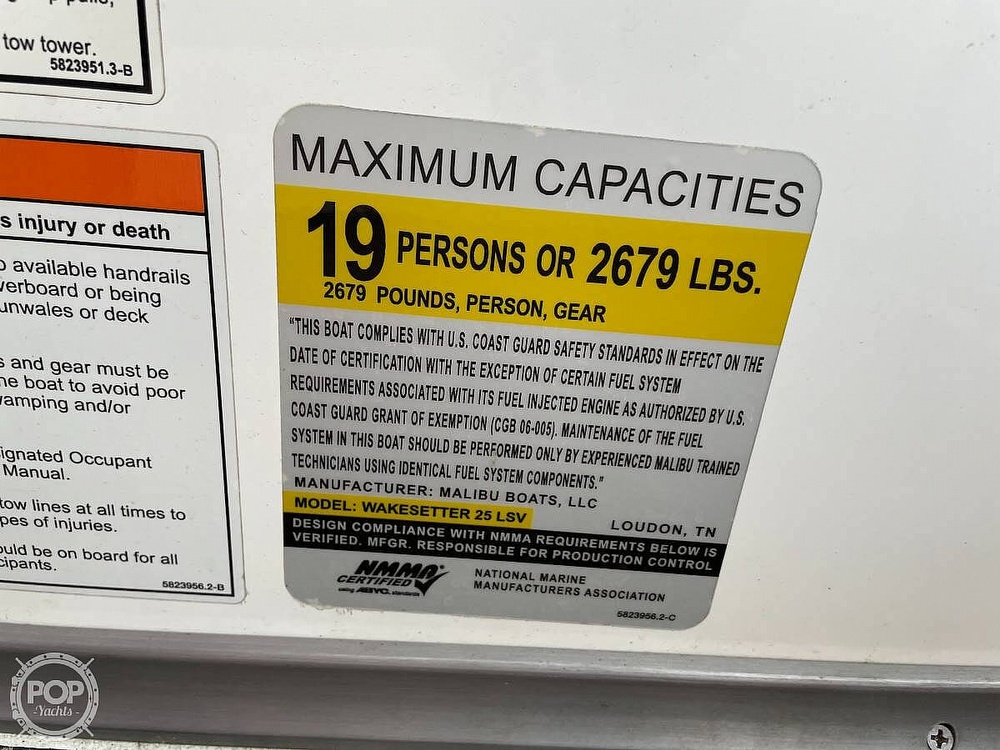 tow tower.
5823951.3-B
s injury or death
available handrails
verboard or being
unwales or deck
s and gear must be
boat to avoid poor
and/or
Occupant
Manual.
tow lines at all times to
pes of injuries.
be on board for all
5823956.2-B
MAXIMUM CAPACITIES
19 PERSONS OR 2679 LBS.
2679 POUNDS, PERSON, GEAR
"THIS BOAT COMPLIES WITH U.S. COAST GUARD SAFETY STANDARDS IN EFFECT ON THE
DATE OF CERTIFICATION WITH THE EXCEPTION OF CERTAIN FUEL SYSTEM
REQUIREMENTS ASSOCIATED WITH ITS FUEL INJECTED ENGINE AS AUTHORIZED BY U.S.
COAST GUARD GRANT OF EXEMPTION (CGB 06-005). MAINTENANCE OF THE FUEL
SYSTEM IN THIS BOAT SHOULD BE PERFORMED ONLY BY EXPERIENCED MALIBU TRAINED
TECHNICIANS USING IDENTICAL FUEL SYSTEM COMPONENTS."
MANUFACTURER: MALIBU BOATS, LLC
MODEL: WAKESETTER 25 LSV
LOUDON, TN
DESIGN COMPLIANCE WITH NMMA REQUIREMENTS BELOW IS
VERIFIED. MFGR. RESPONSIBLE FOR PRODUCTION CONTROL
NMMA
CERTIFIED
using ABYC. standards
NATIONAL MARINE
MANUFACTURERS ASSOCIATION
5823956.2-C
POP
Yachts